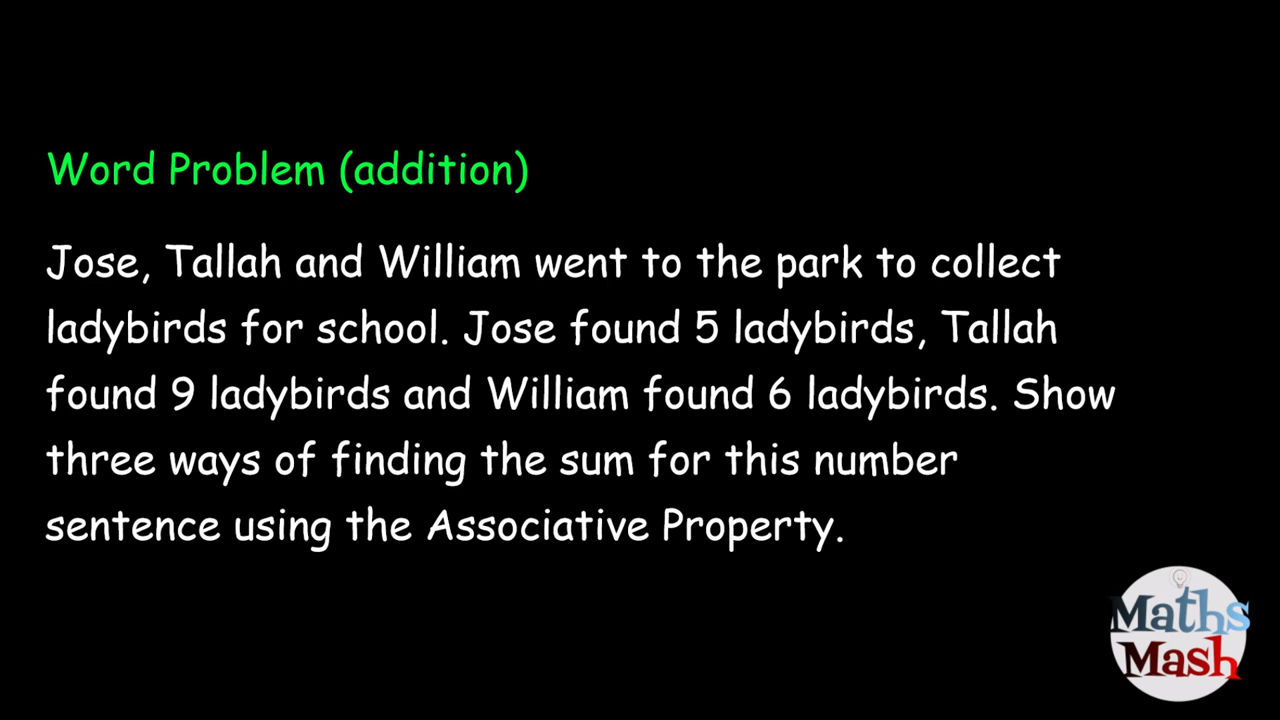 Word Problem (addition)
Jose, Tallah and William went to the park to collect
ladybirds for school. Jose found 5 ladybirds, Tallah
found 9 ladybirds and William found 6 ladybirds. Show
three ways of finding the sum for this number
sentence using the Associative Property.
Maths
Mash